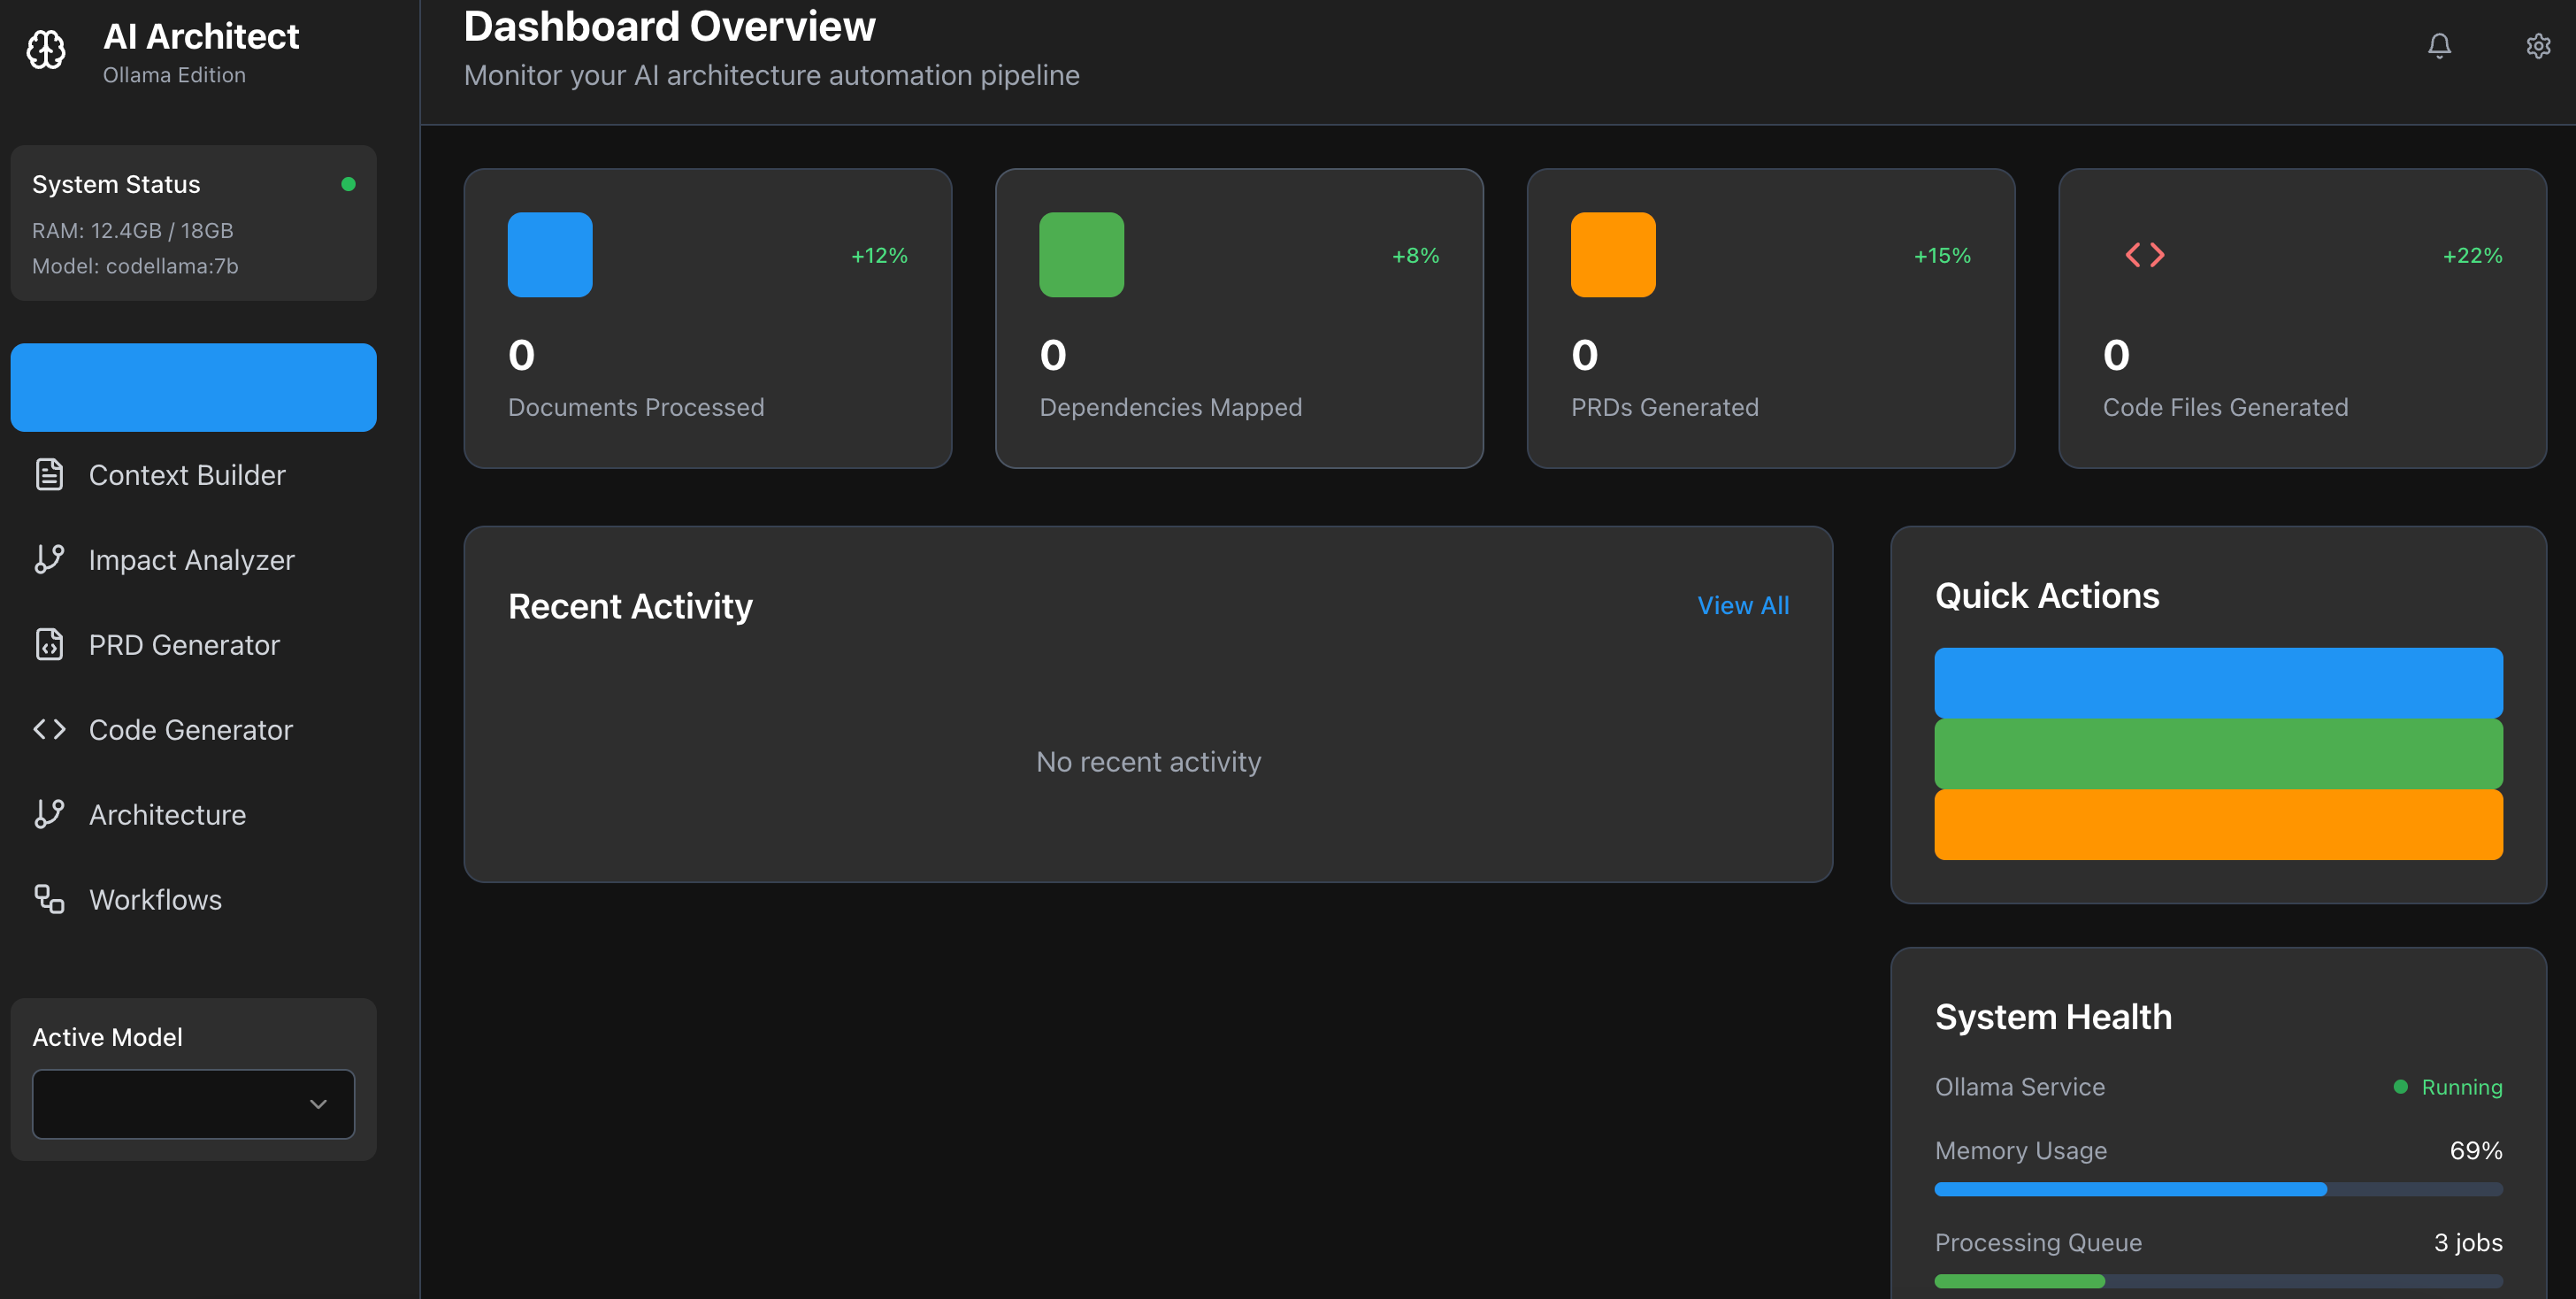 AI Architect
Ollama Edition
System Status
RAM: 12.4GB / 18GB
Model: codellama:7b
Context Builder
Impact Analyzer
PRD Generator
Code Generator
Architecture
Workflows
Active Model
Dashboard Overview
Monitor your AI architecture automation pipeline
+12%
0
Documents Processed
+8%
0
Dependencies Mapped
+15%
0
PRDs Generated
+22%
0
Code Files Generated
Recent Activity
View All
No recent activity
Quick Actions
System Health
Ollama Service
Running
Memory Usage
69%
Processing Queue
3 jobs